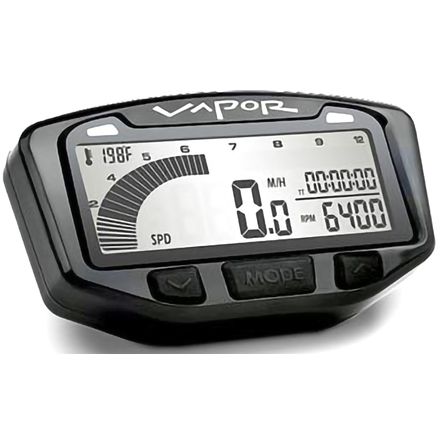 VAPOR
198F 5 6 7 8 9 12
4
2
0.0 M/H
TT 00:00:00
RPM 6400
SPD
MODE